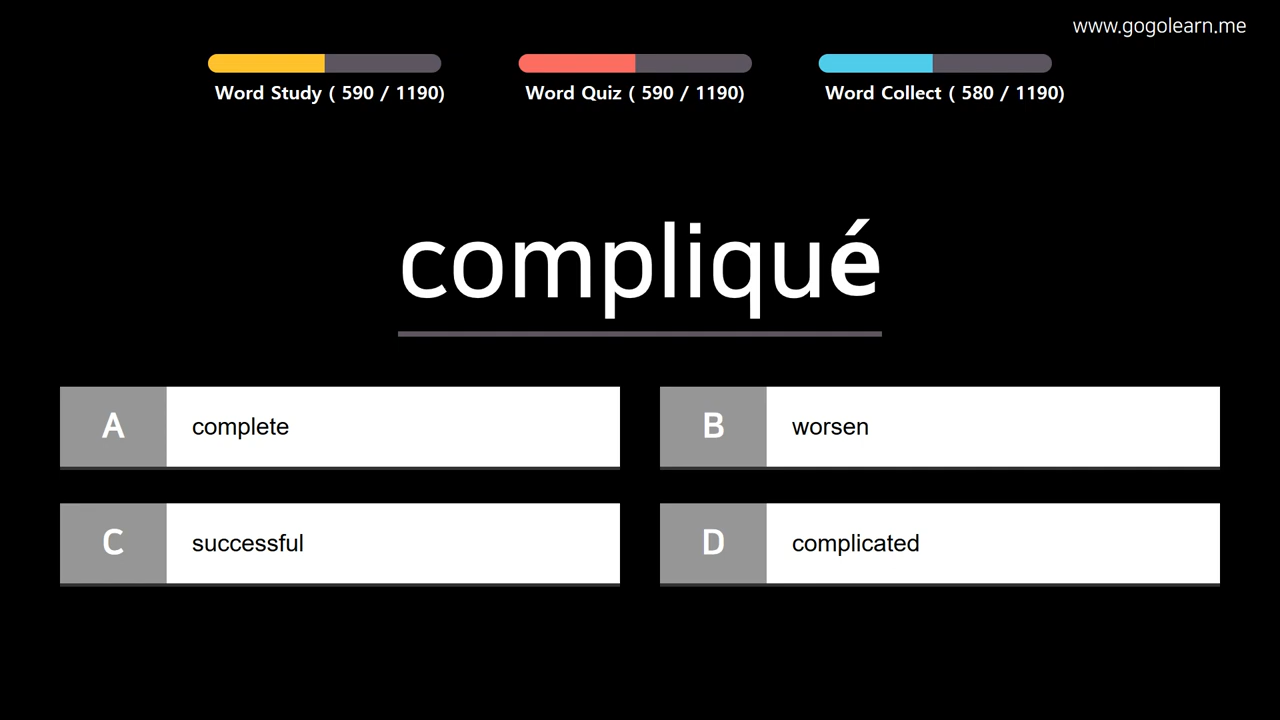 www.gogolearn.me
Word Study ( 590 / 1190)
Word Quiz ( 590 / 1190)
Word Collect ( 580 / 1190)
compliqué
A complete
B worsen
C successful
D complicated